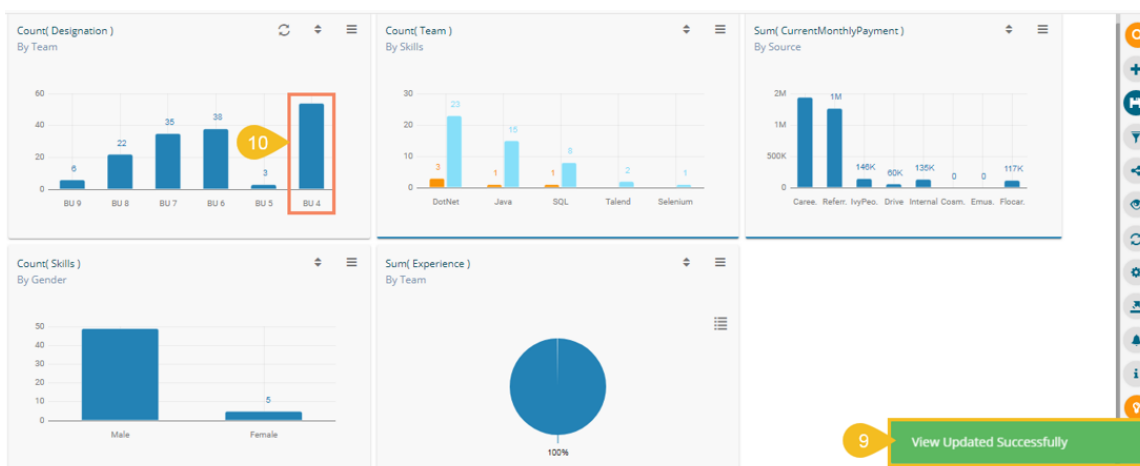 Count( Designation )
By Team
60
40
20
0
6
22
35
38
3
BU 9 BU 8 BU 7 BU 6 BU 5 BU 4
10
Count( Team )
By Skills
30
20
10
0
3
23
1
15
1
8
2
1
DotNet Java SQL Talend Selenium
Sum( CurrentMonthlyPayment )
By Source
2M
1M
500K
0
1M
146K
60K
135K
0
0
117K
Caree. Referr. IvyPeo. Drive Internal Coam. Emus. Flocar.
Count( Skills )
By Gender
50
40
30
20
10
0
5
Male Female
Sum( Experience )
By Team
100%
9
View Updated Successfully